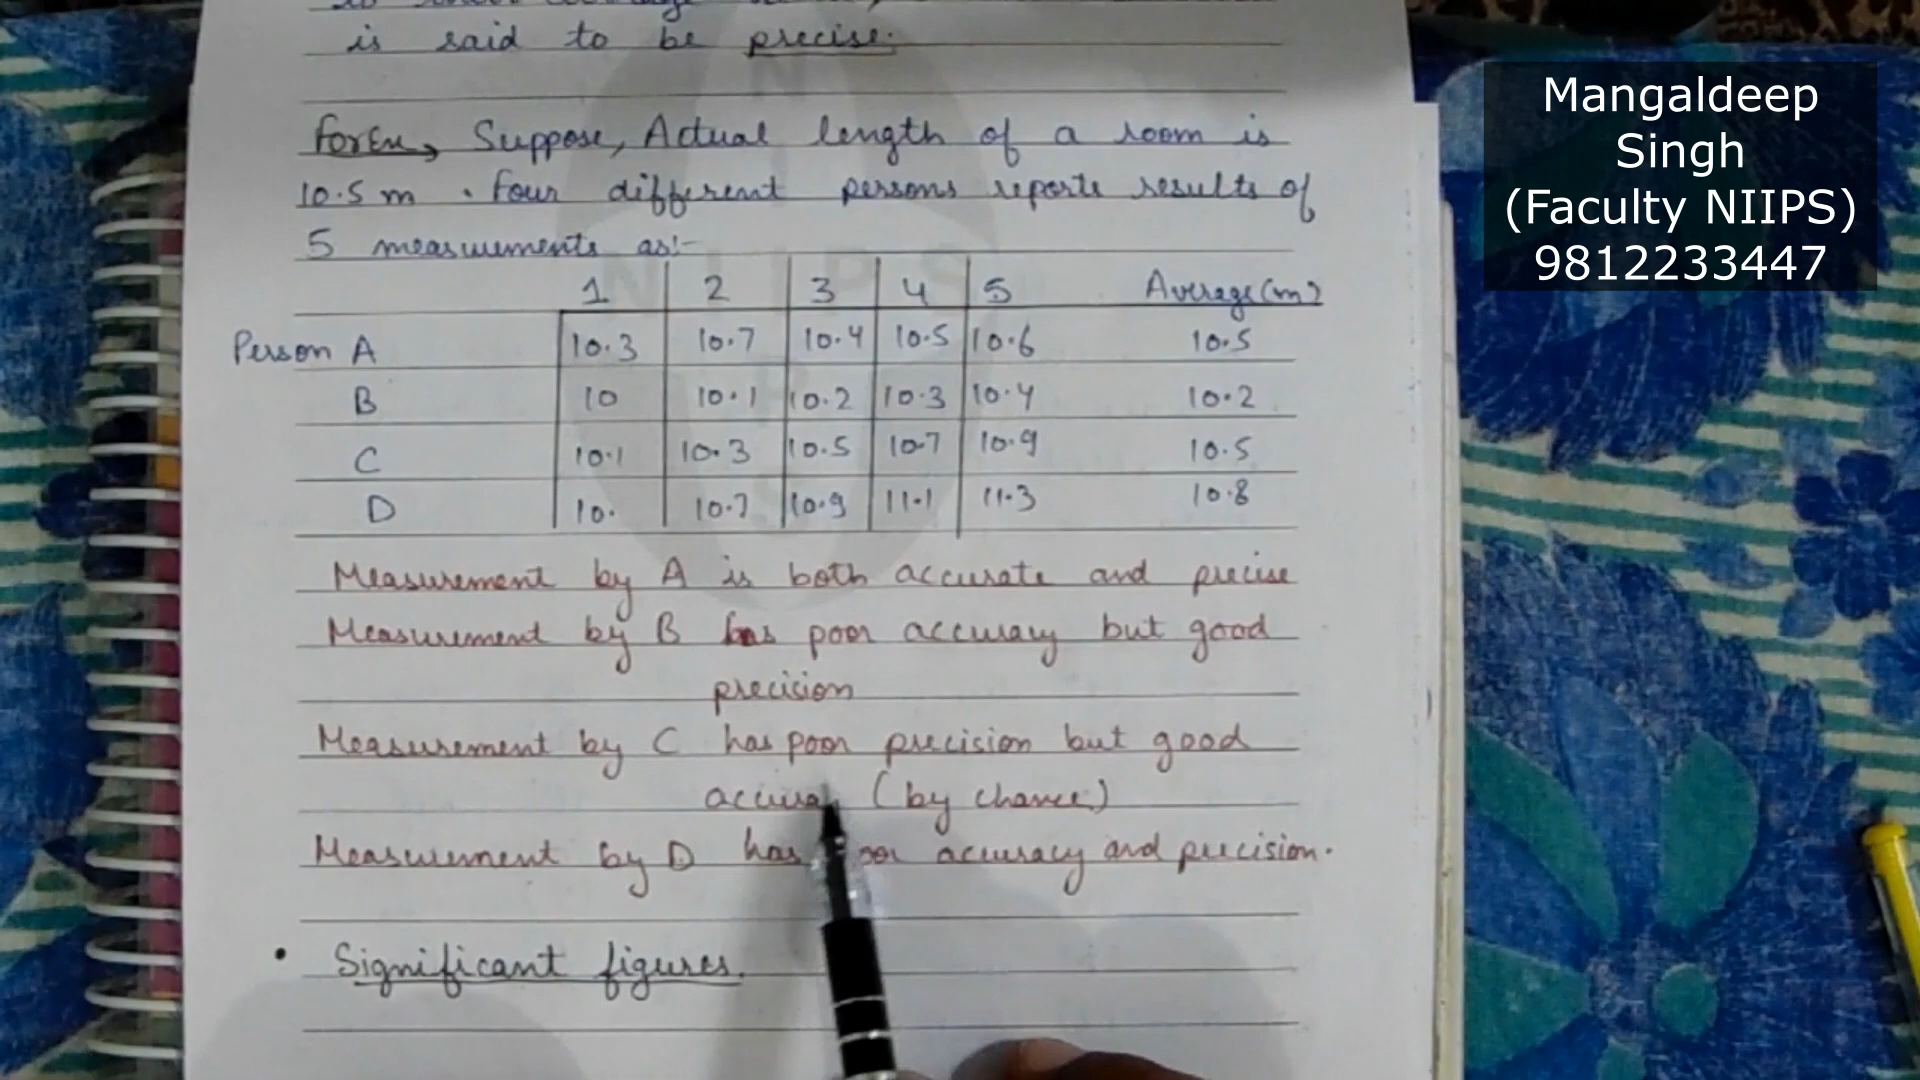 is said to be precise.
For Ex, Suppose, Actual length of a room is
10.5 m . Four different persons reports results of
5 measurements as:-
1 2 3 4 5 Average (m)
Person A 10.3 10.7 10.4 10.5 10.6 10.5
B 10 10.1 10.2 10.3 10.4 10.2
C 10.1 10.3 10.5 10.7 10.9 10.5
D 10. 10.7 10.9 11.1 11.3 10.8
Measurement by A is both accurate and precise
Measurement by B has poor accuracy but good
precision
Measurement by C has poor precision but good
(by chance)
Measurement by D has accuracy and precision.
• Significant figures.
Mangaldeep
Singh
(Faculty NIIPS)
9812233447
NIIPS